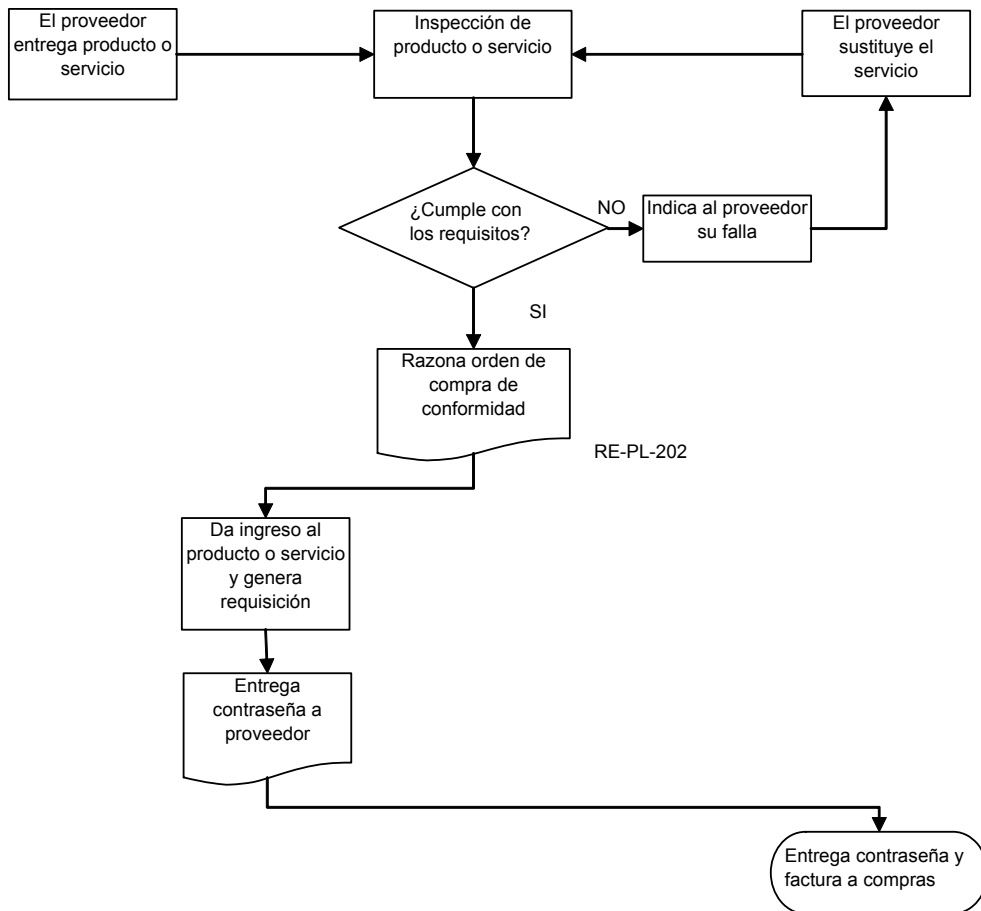 El proveedor
entrega producto o
servicio
Inspección de
producto o servicio
El proveedor
sustituye el
servicio
¿Cumple con
los requisitos?
NO
Indica al proveedor
su falla
SI
Razona orden de
compra de
conformidad
RE-PL-202
Da ingreso al
producto o servicio
y genera
requisición
Entrega
contraseña a
proveedor
Entrega contraseña y
factura a compras